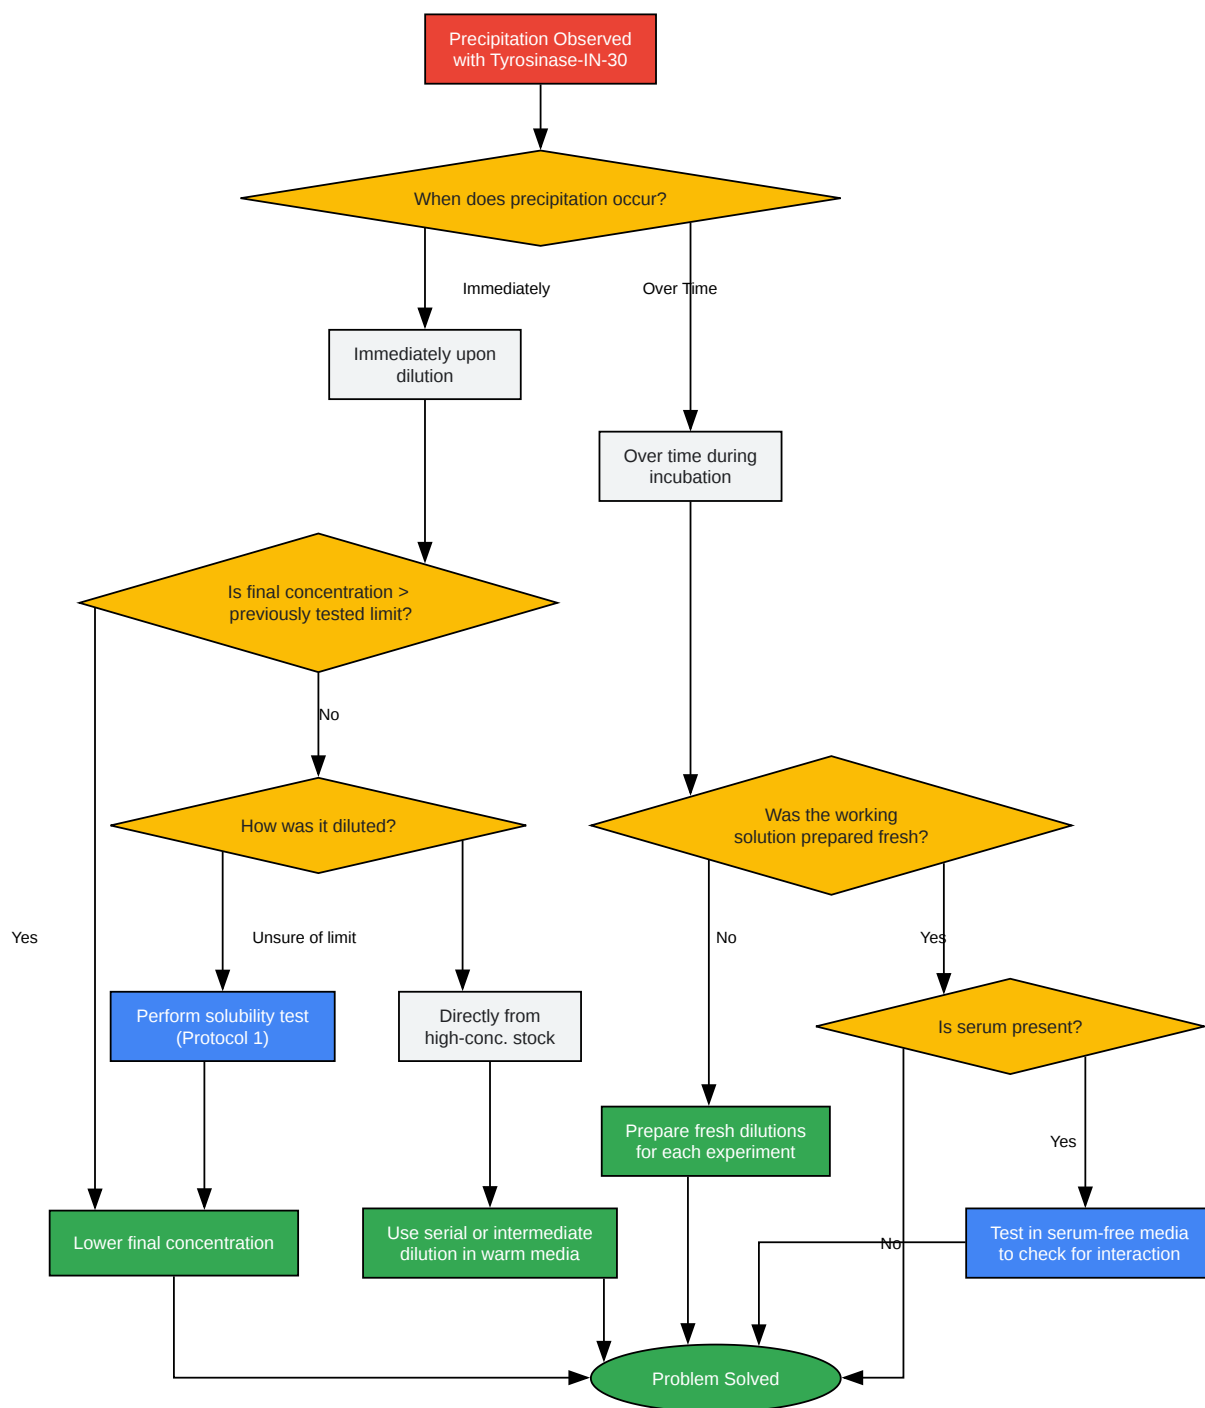 Precipitation Observed
with Tyrosinase-IN-30
When does precipitation occur?
Immediately
Over Time
Immediately upon
dilution
Over time during
incubation
Is final concentration >
previously tested limit?
No
How was it diluted?
Was the working
solution prepared fresh?
Yes
Unsure of limit
No
Yes
Perform solubility test
(Protocol 1)
Directly from
high-conc. stock
Is serum present?
Prepare fresh dilutions
for each experiment
Yes
Lower final concentration
Use serial or intermediate
dilution in warm media
No
Test in serum-free media
to check for interaction
Problem Solved